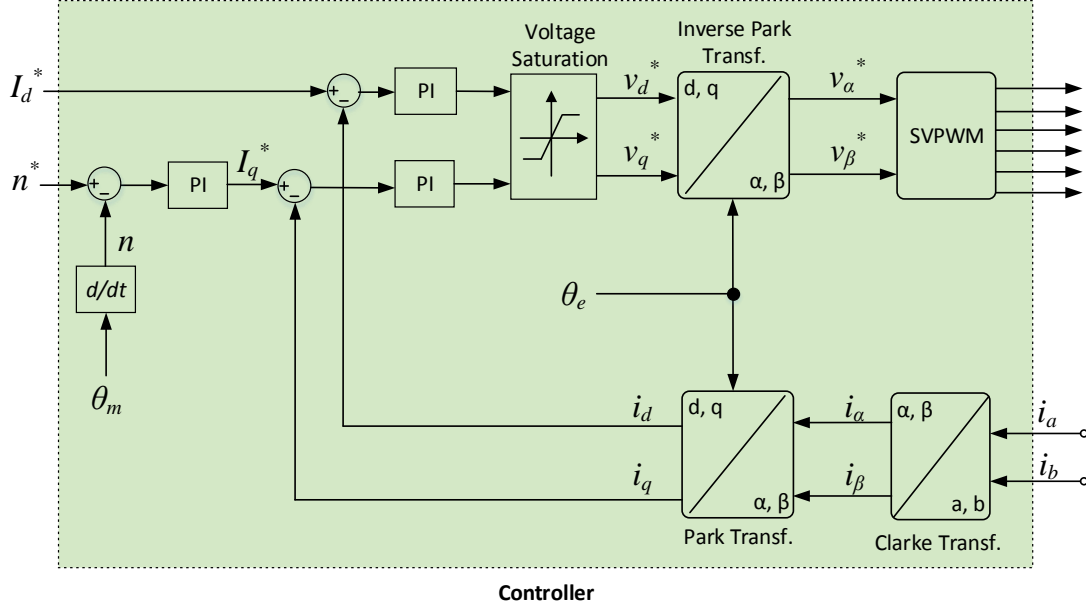 Voltage
Saturation
Inverse Park
Transf.
I_d^*
+
−
PI
v_d^*
d, q
v_α^*
SVPWM
n^*
+
−
PI
I_q^*
+
−
PI
v_q^*
α, β
v_β^*
n
d/dt
θ_m
θ_e
i_d
d, q
i_α
α, β
i_a
i_q
α, β
i_β
a, b
i_b
Park Transf.
Clarke Transf.
Controller